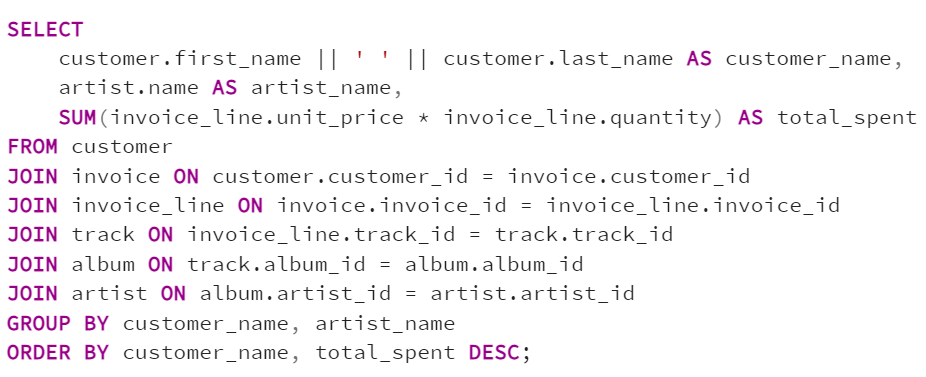 SELECT
    customer.first_name || ' ' || customer.last_name AS customer_name,
    artist.name AS artist_name,
    SUM(invoice_line.unit_price * invoice_line.quantity) AS total_spent
FROM customer
JOIN invoice ON customer.customer_id = invoice.customer_id
JOIN invoice_line ON invoice.invoice_id = invoice_line.invoice_id
JOIN track ON invoice_line.track_id = track.track_id
JOIN album ON track.album_id = album.album_id
JOIN artist ON album.artist_id = artist.artist_id
GROUP BY customer_name, artist_name
ORDER BY customer_name, total_spent DESC;